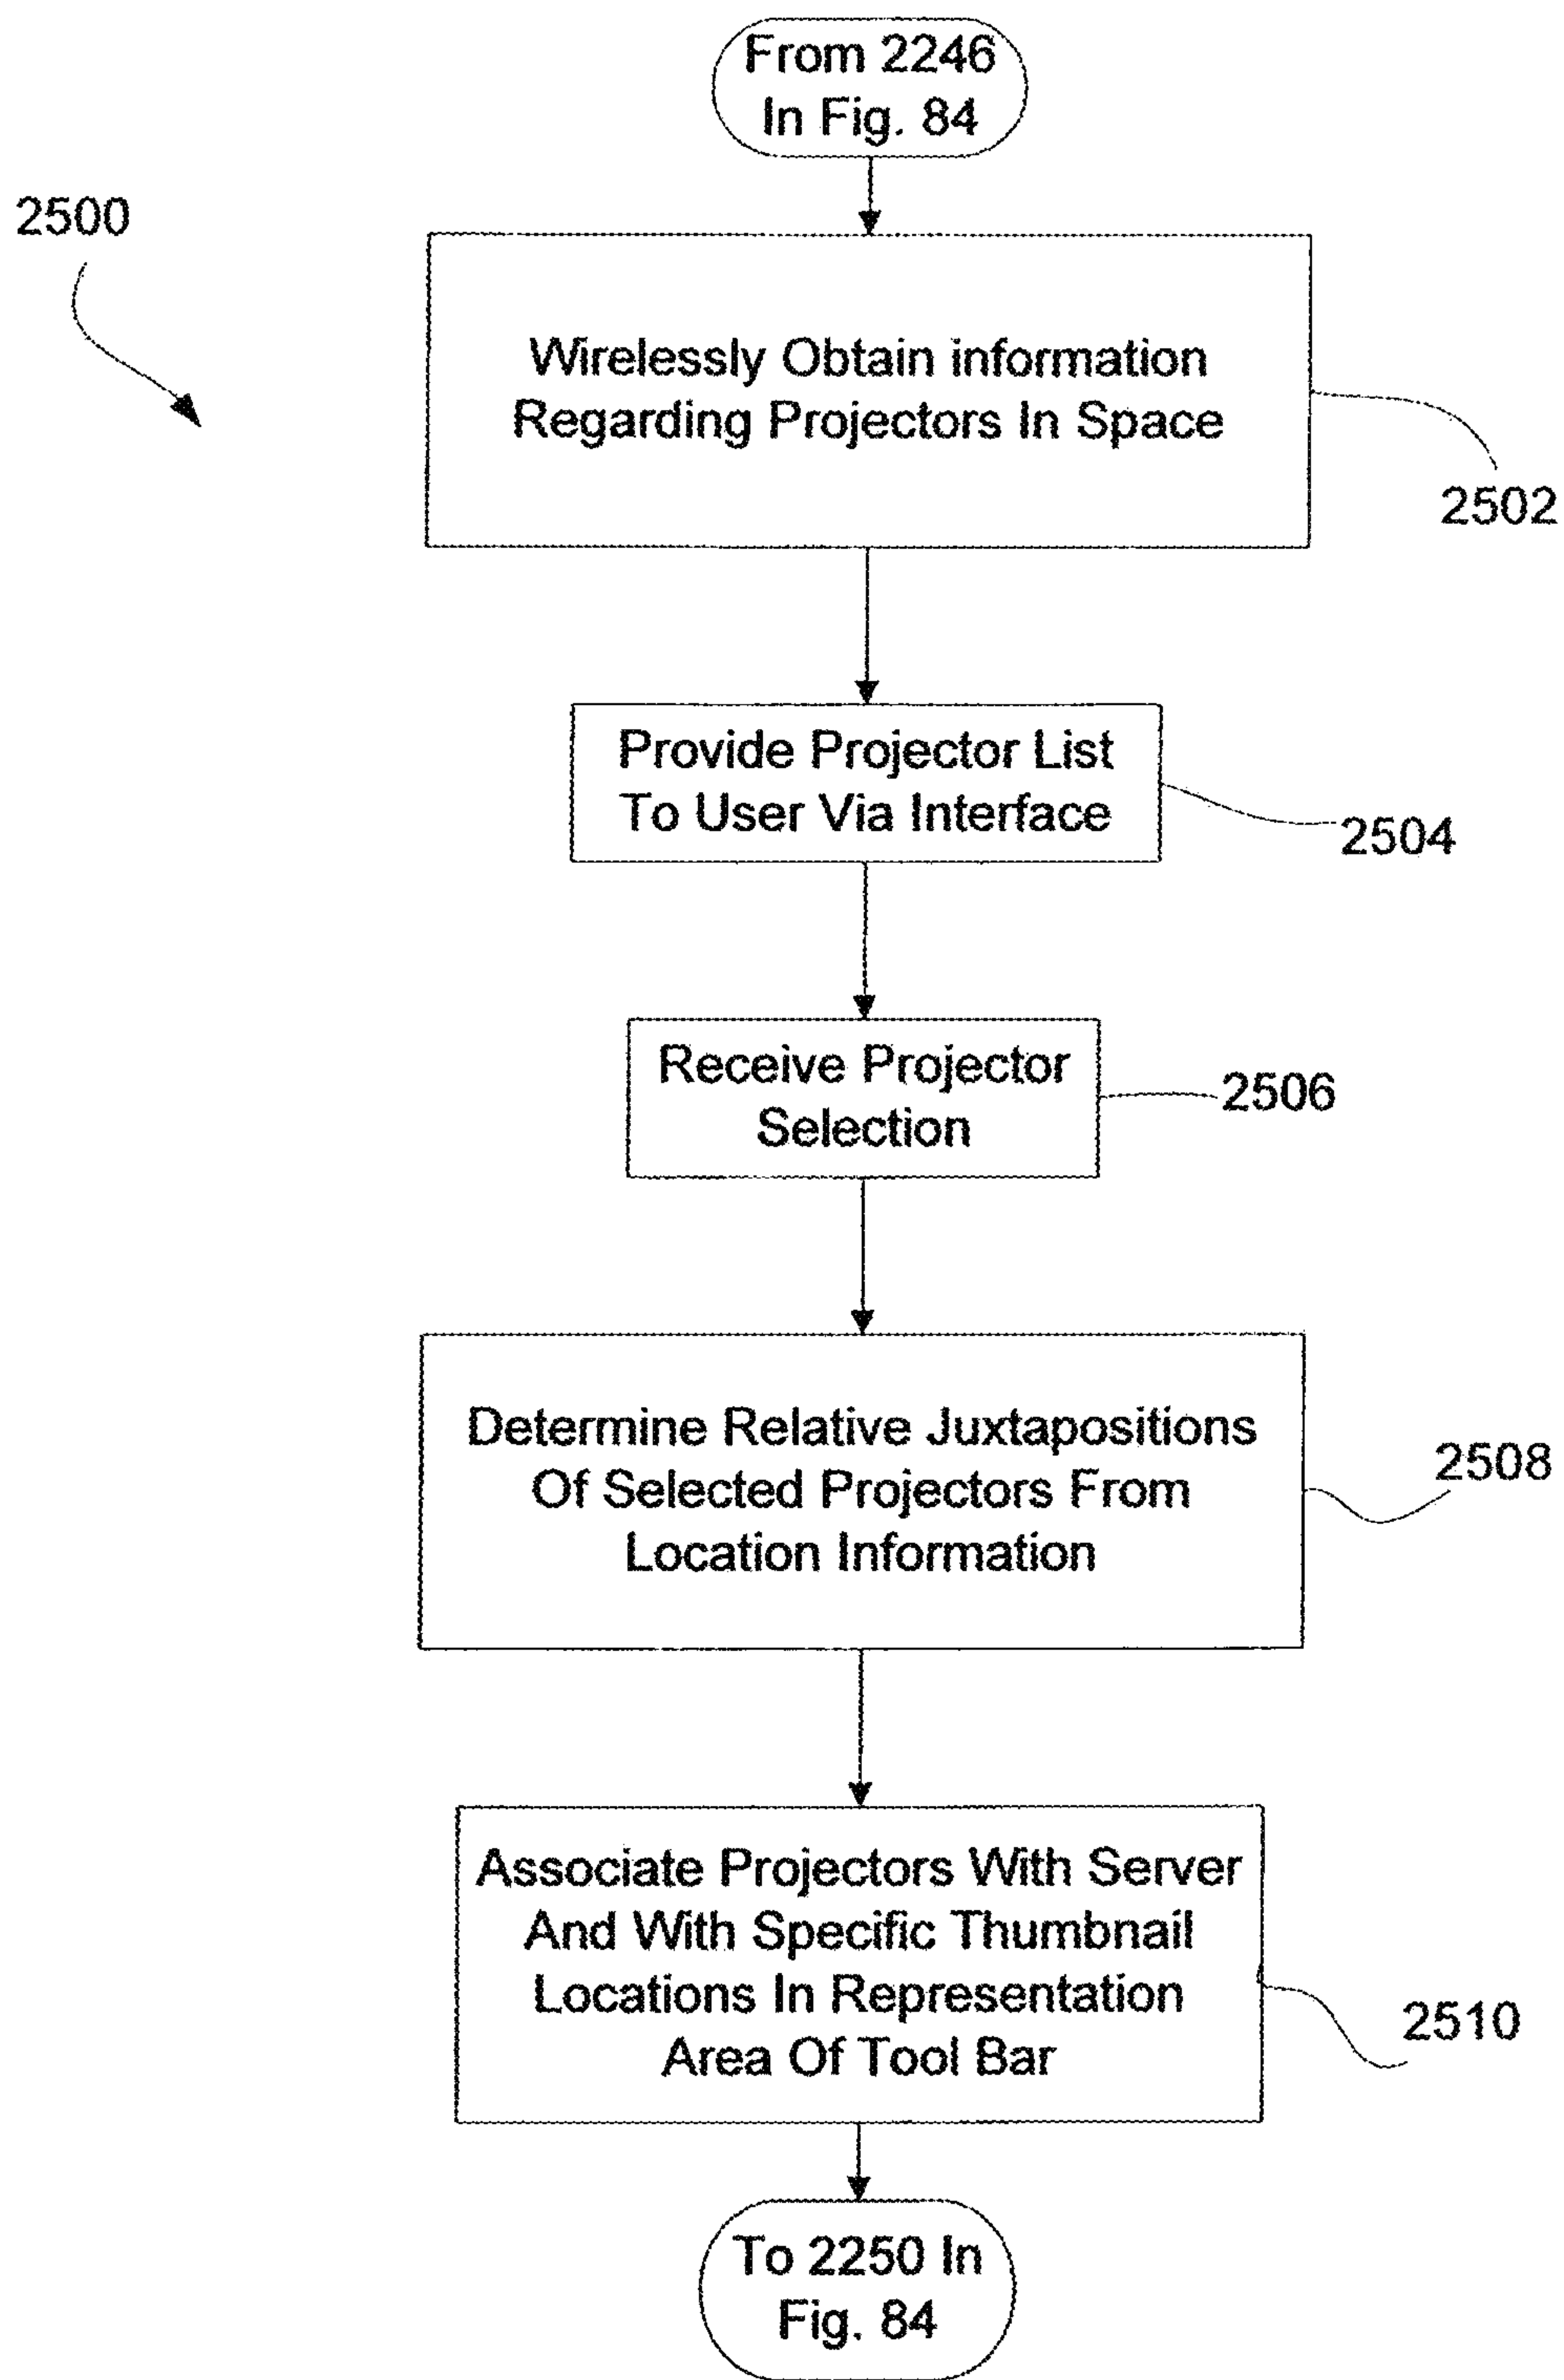 From 2246
In Fig. 84
2500
Wirelessly Obtain information
Regarding Projectors In Space
2502
Provide Projector List
To User Via Interface
2504
Receive Projector
Selection
2506
Determine Relative Juxtapositions
Of Selected Projectors From
Location Information
2508
Associate Projectors With Server
And With Specific Thumbnail
Locations In Representation
Area Of Tool Bar
2510
To 2250 In
Fig. 84